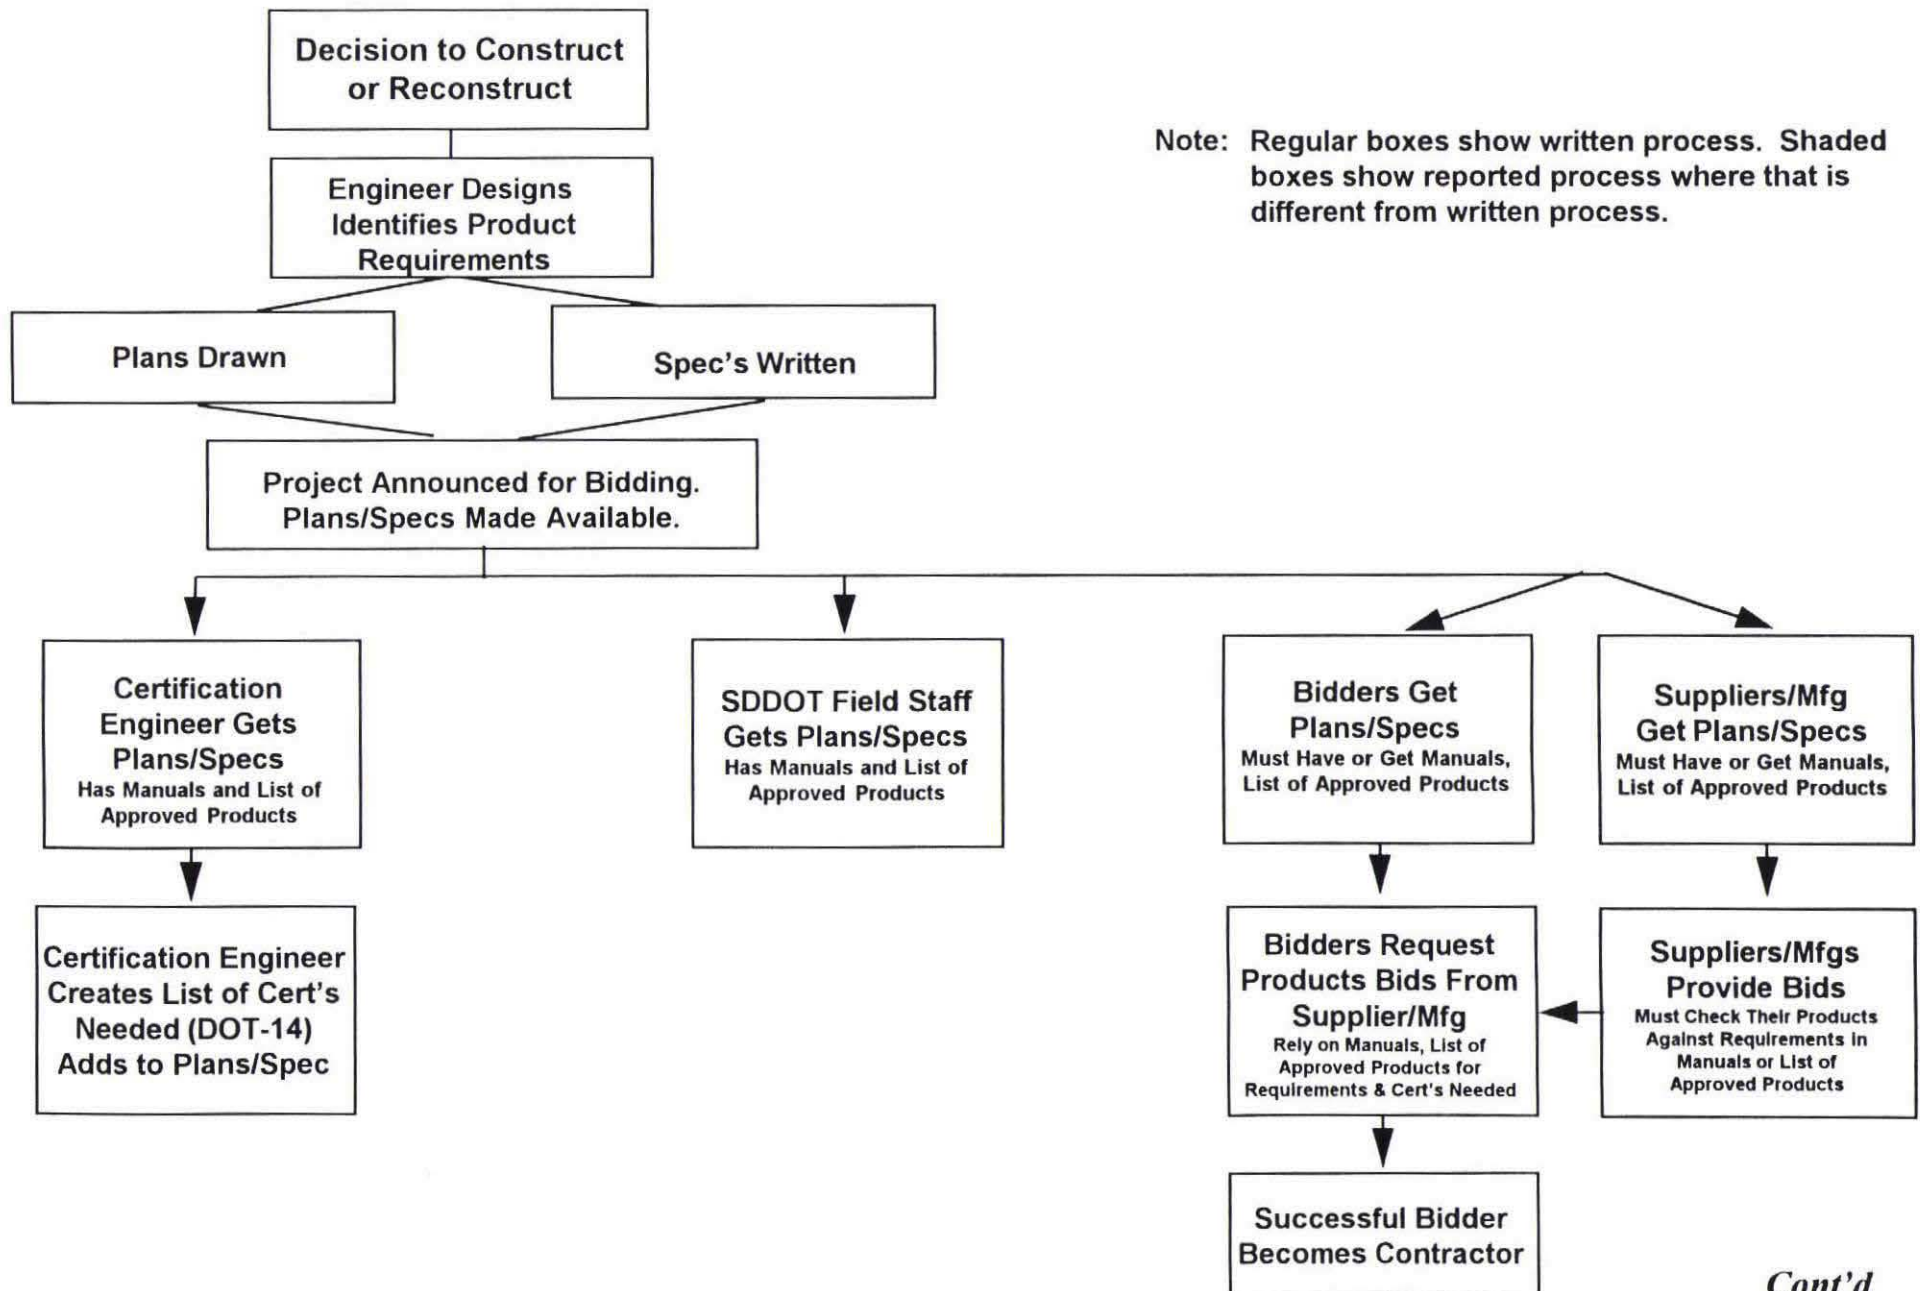 Decision to Construct
or Reconstruct
Note: Regular boxes show written process. Shaded
boxes show reported process where that is
different from written process.
Engineer Designs
Identifies Product
Requirements
Plans Drawn
Spec's Written
Project Announced for Bidding.
Plans/Specs Made Available.
Certification
Engineer Gets
Plans/Specs
Has Manuals and List of
Approved Products
SDDOT Field Staff
Gets Plans/Specs
Has Manuals and List of
Approved Products
Bidders Get
Plans/Specs
Must Have or Get Manuals,
List of Approved Products
Suppliers/Mfg
Get Plans/Specs
Must Have or Get Manuals,
List of Approved Products
Certification Engineer
Creates List of Cert's
Needed (DOT-14)
Adds to Plans/Spec
Bidders Request
Products Bids From
Supplier/Mfg
Rely on Manuals, List of
Approved Products for
Requirements & Cert's Needed
Suppliers/Mfgs
Provide Bids
Must Check Their Products
Against Requirements in
Manuals or List of
Approved Products
Successful Bidder
Becomes Contractor
Cont'd